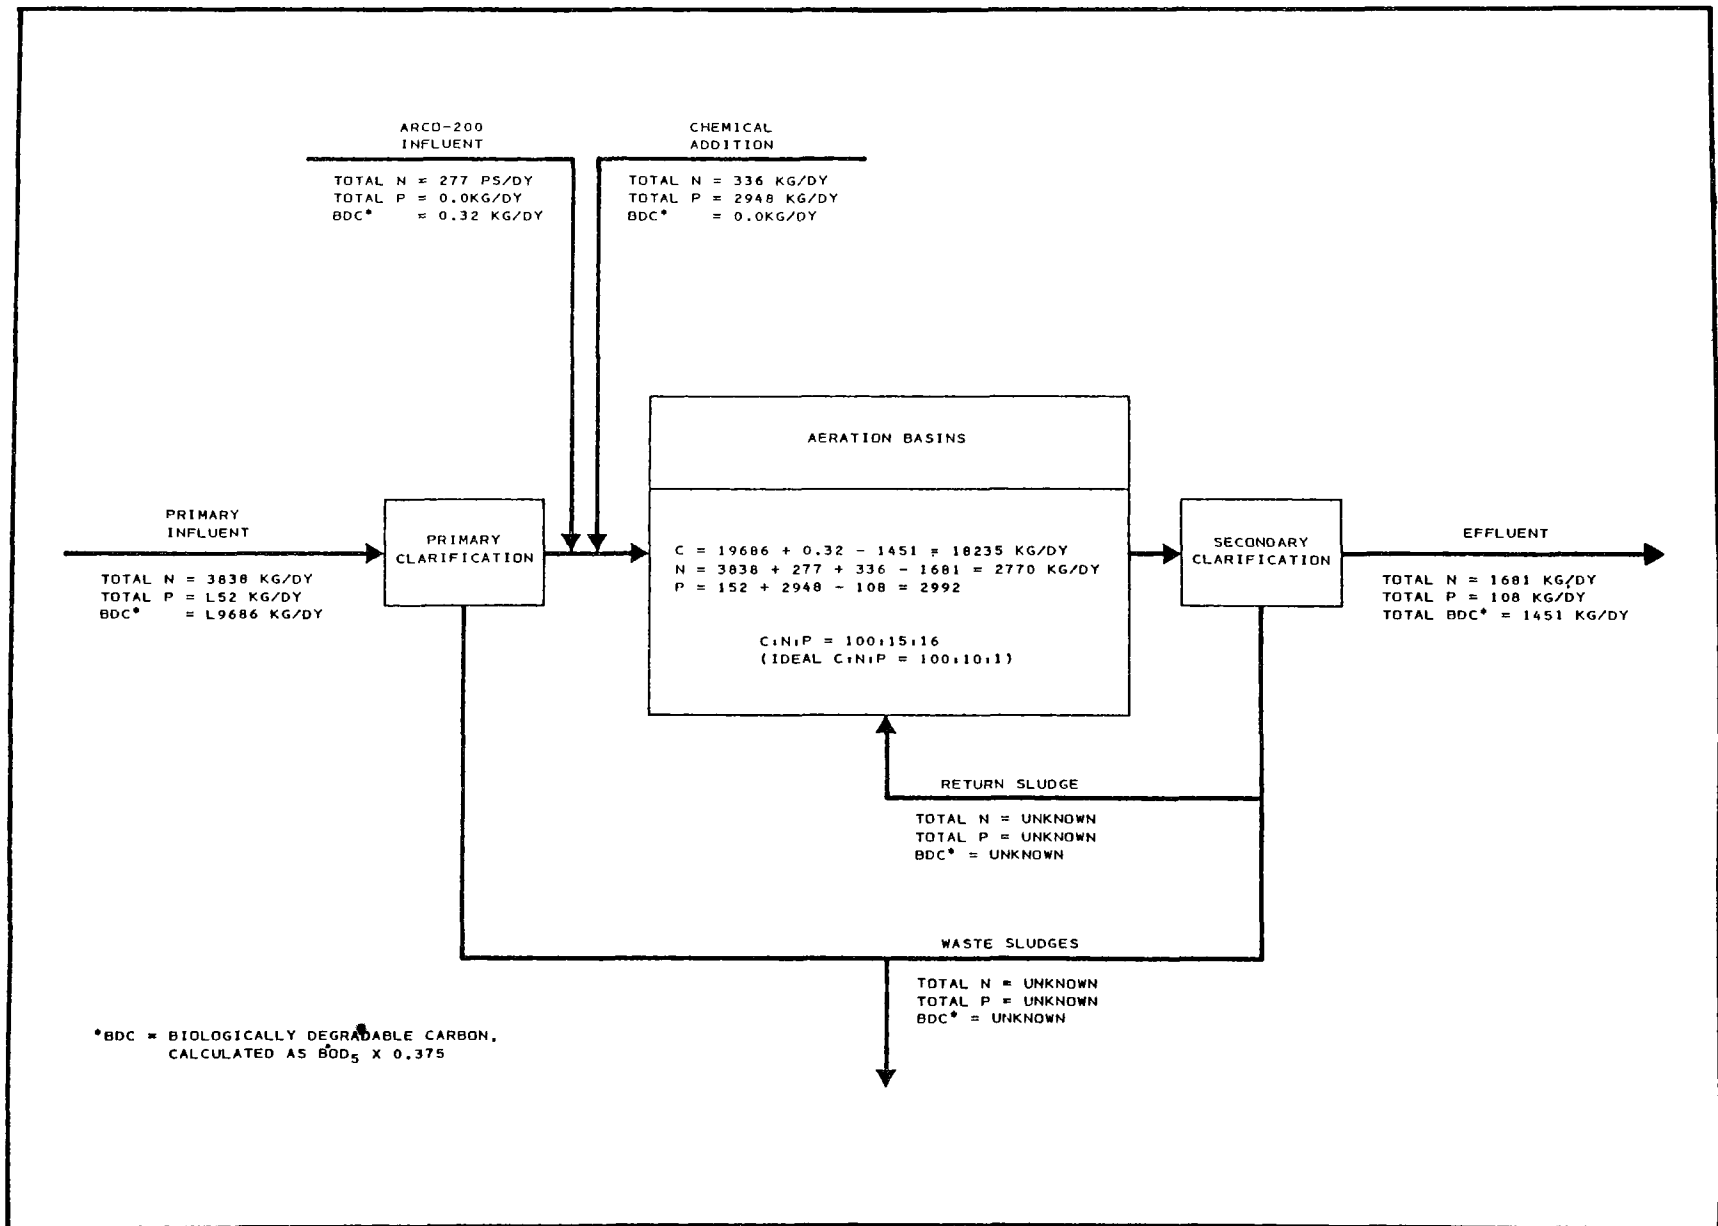 ARCO-200
INFLUENT
TOTAL N = 277 PS/DY
TOTAL P = 0.0KG/DY
BDC* = 0.32 KG/DY
CHEMICAL
ADDITION
TOTAL N = 336 KG/DY
TOTAL P = 2948 KG/DY
BDC* = 0.0KG/DY
PRIMARY
INFLUENT
TOTAL N = 3838 KG/DY
TOTAL P = L52 KG/DY
BDC* = L9686 KG/DY
PRIMARY
CLARIFICATION
AERATION BASINS
C = 19686 + 0.32 - 1451 = 18235 KG/DY
N = 3838 + 277 + 336 - 1681 = 2770 KG/DY
P = 152 + 2948 - 108 = 2992
C:N:P = 100:15:16
(IDEAL C:N:P = 100:10:1)
SECONDARY
CLARIFICATION
EFFLUENT
TOTAL N = 1681 KG/DY
TOTAL P = 108 KG/DY
TOTAL BDC* = 1451 KG/DY
RETURN SLUDGE
TOTAL N = UNKNOWN
TOTAL P = UNKNOWN
BDC* = UNKNOWN
WASTE SLUDGES
TOTAL N = UNKNOWN
TOTAL P = UNKNOWN
BDC* = UNKNOWN
*BDC = BIOLOGICALLY DEGRADABLE CARBON,
CALCULATED AS BOD5 X 0.375